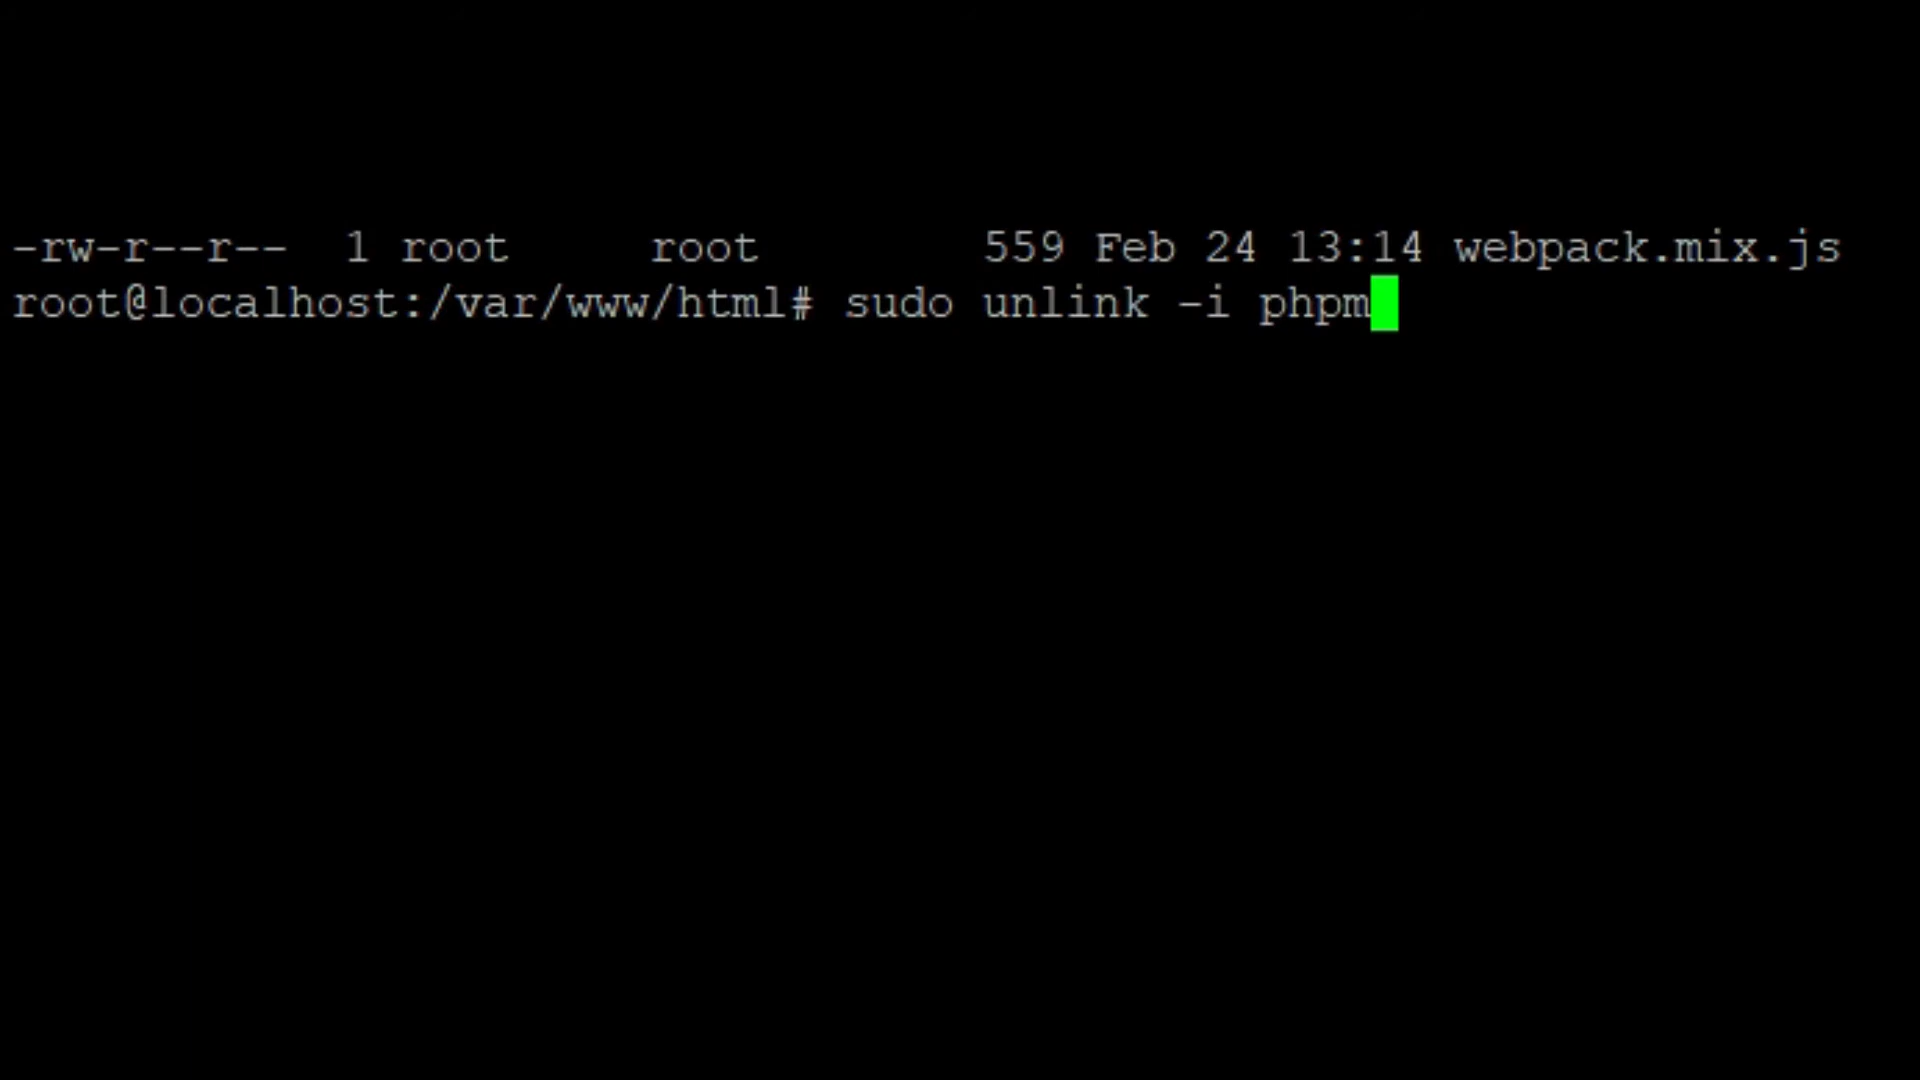 -rw-r--r-- 1 root root 559 Feb 24 13:14 webpack.mix.js
root@localhost:/var/www/html# sudo unlink -i phpm